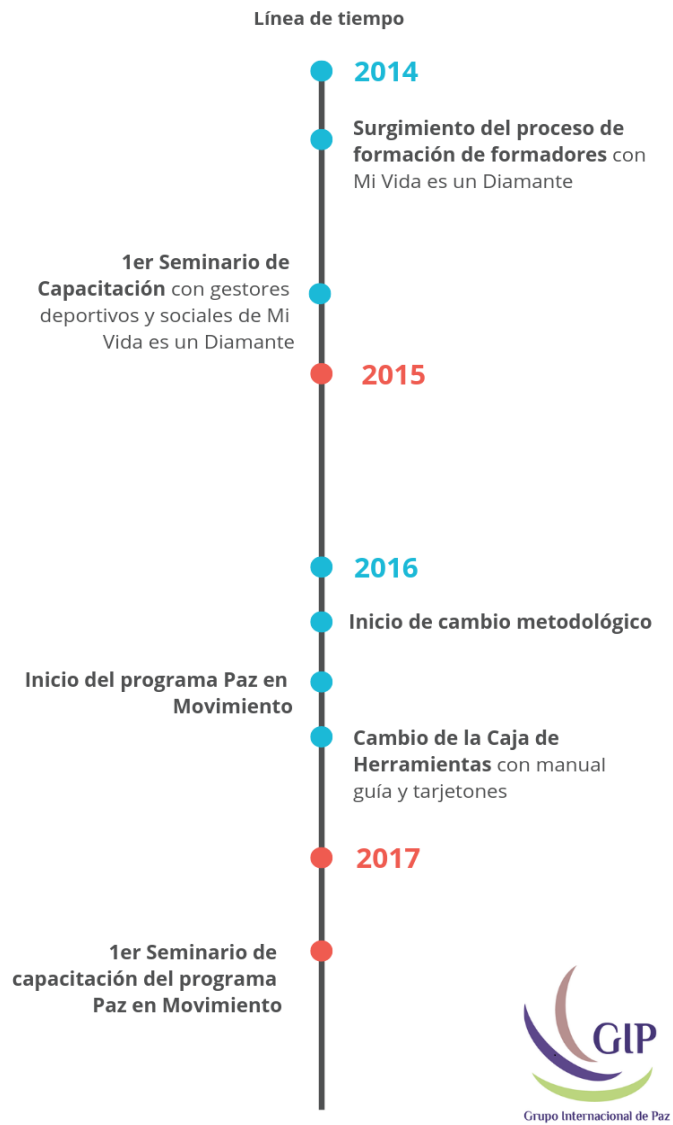 Línea de tiempo
2014
Surgimiento del proceso de
formación de formadores con
Mi Vida es un Diamante
1er Seminario de
Capacitación con gestores
deportivos y sociales de Mi
Vida es un Diamante
2015
2016
Inicio de cambio metodológico
Inicio del programa Paz en
Movimiento
Cambio de la Caja de
Herramientas con manual
guía y tarjetones
2017
1er Seminario de
capacitación del programa
Paz en Movimiento
GIP
Grupo Internacional de Paz